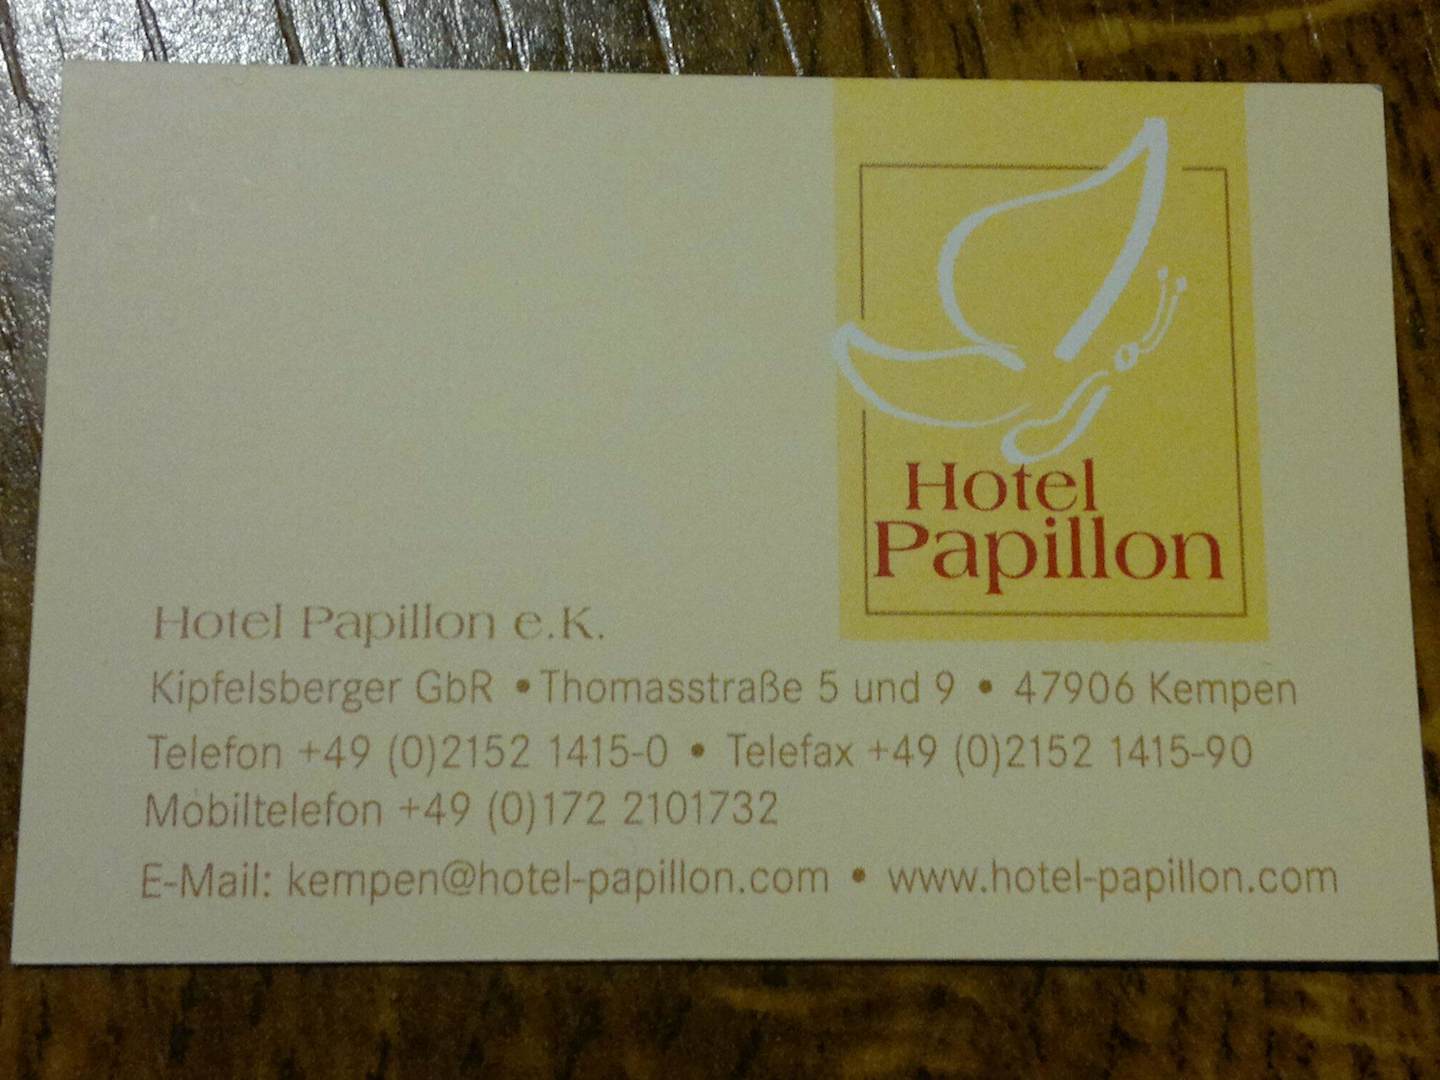 Hotel
Papillon
Hotel Papillon e.K.
Kipfelsberger GbR • Thomasstraße 5 und 9 • 47906 Kempen
Telefon +49 (0)2152 1415-0 • Telefax +49 (0)2152 1415-90
Mobiltelefon +49 (0)172 2101732
E-Mail: kempen@hotel-papillon.com • www.hotel-papillon.com